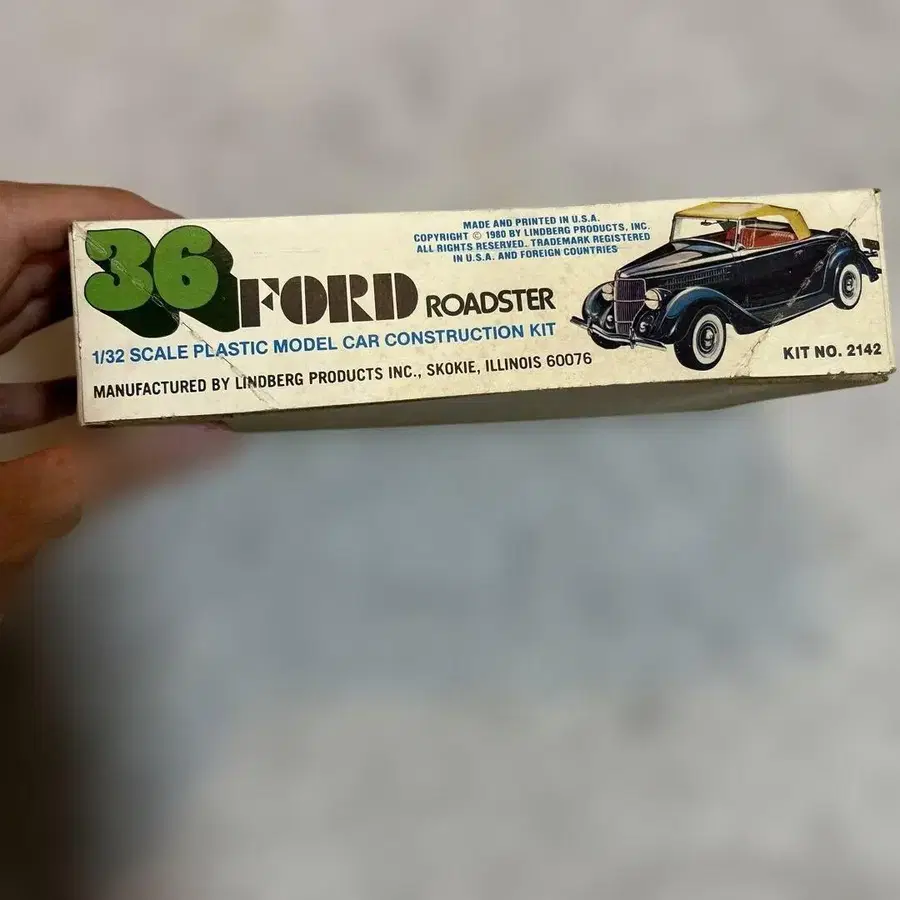 36 FORD ROADSTER
MADE AND PRINTED IN U.S.A.
COPYRIGHT © 1980 BY LINDBERG PRODUCTS, INC.
ALL RIGHTS RESERVED. TRADEMARK REGISTERED
IN U.S.A. AND FOREIGN COUNTRIES
1/32 SCALE PLASTIC MODEL CAR CONSTRUCTION KIT
MANUFACTURED BY LINDBERG PRODUCTS INC., SKOKIE, ILLINOIS 60076
KIT NO. 2142